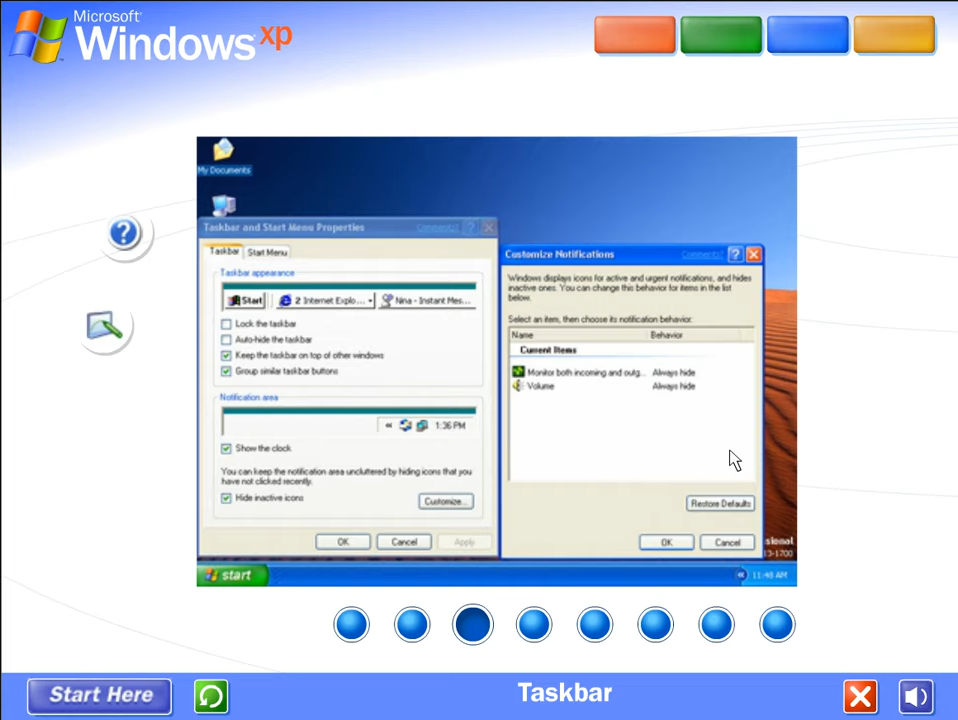 Microsoft®
Windows® xp
My Documents
Taskbar and Start Menu Properties
Comments!
?
Taskbar
Start Menu
Taskbar appearance
Start
2 Internet Explo...
Nina - Instant Mes...
Lock the taskbar
Auto-hide the taskbar
Keep the taskbar on top of other windows
Group similar taskbar buttons
Notification area
« 1:36 PM
Show the clock
You can keep the notification area uncluttered by hiding icons that you
have not clicked recently.
Hide inactive icons
Customize...
OK
Cancel
Apply
Customize Notifications
Comments!
?
Windows displays icons for active and urgent notifications, and hides
inactive ones. You can change this behavior for items in the list
below.
Select an item, then choose its notification behavior:
Name
Behavior
Current Items
Monitor both incoming and outg... Always hide
Volume Always hide
Restore Defaults
OK
Cancel
sional
13-1700
start
« 11:48 AM
?
Start Here
Taskbar